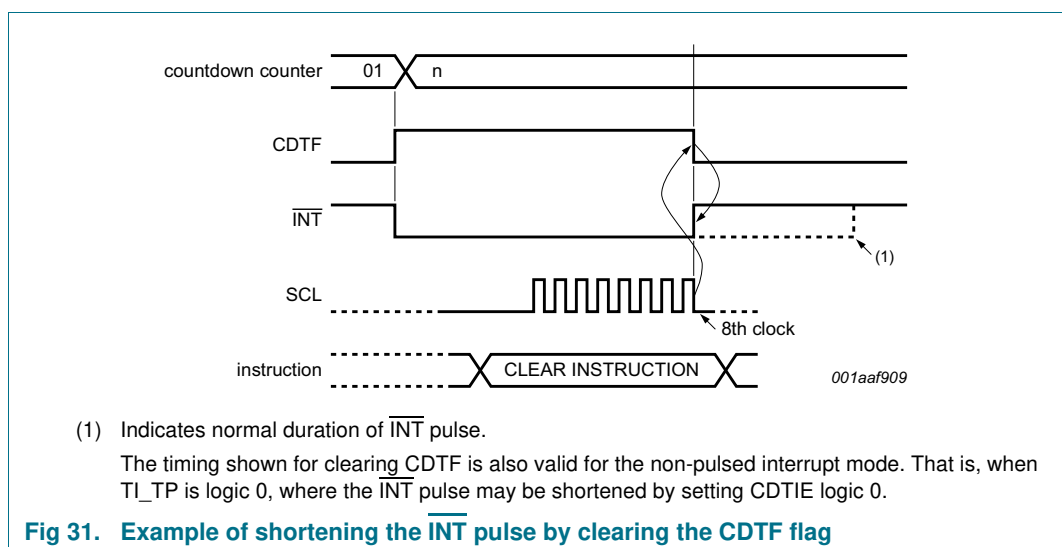 countdown counter 01 n
CDTF
INT
(1)
SCL
8th clock
instruction CLEAR INSTRUCTION
001aaf909
(1) Indicates normal duration of INT pulse.
The timing shown for clearing CDTF is also valid for the non-pulsed interrupt mode. That is, when
TI_TP is logic 0, where the INT pulse may be shortened by setting CDTIE logic 0.
Fig 31. Example of shortening the INT pulse by clearing the CDTF flag